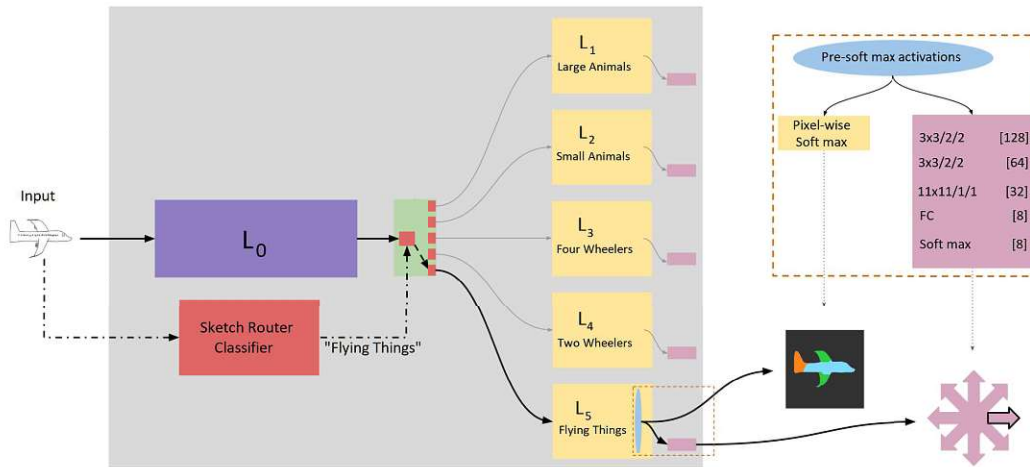 Input
L0
Sketch Router
Classifier
"Flying Things"
L1
Large Animals
L2
Small Animals
L3
Four Wheelers
L4
Two Wheelers
L5
Flying Things
Pre-soft max activations
Pixel-wise
Soft max
3x3/2/2 [128]
3x3/2/2 [64]
11x11/1/1 [32]
FC [8]
Soft max [8]